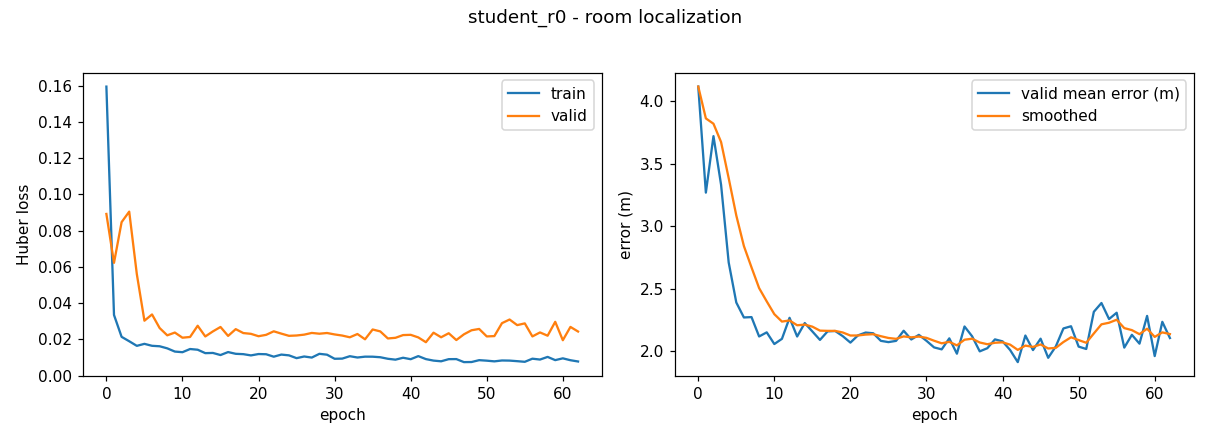 student_r0 - room localization
Huber loss
0.16
0.14
0.12
0.10
0.08
0.06
0.04
0.02
0.00
train
valid
0 10 20 30 40 50 60
epoch
error (m)
4.0
3.5
3.0
2.5
2.0
valid mean error (m)
smoothed
0 10 20 30 40 50 60
epoch